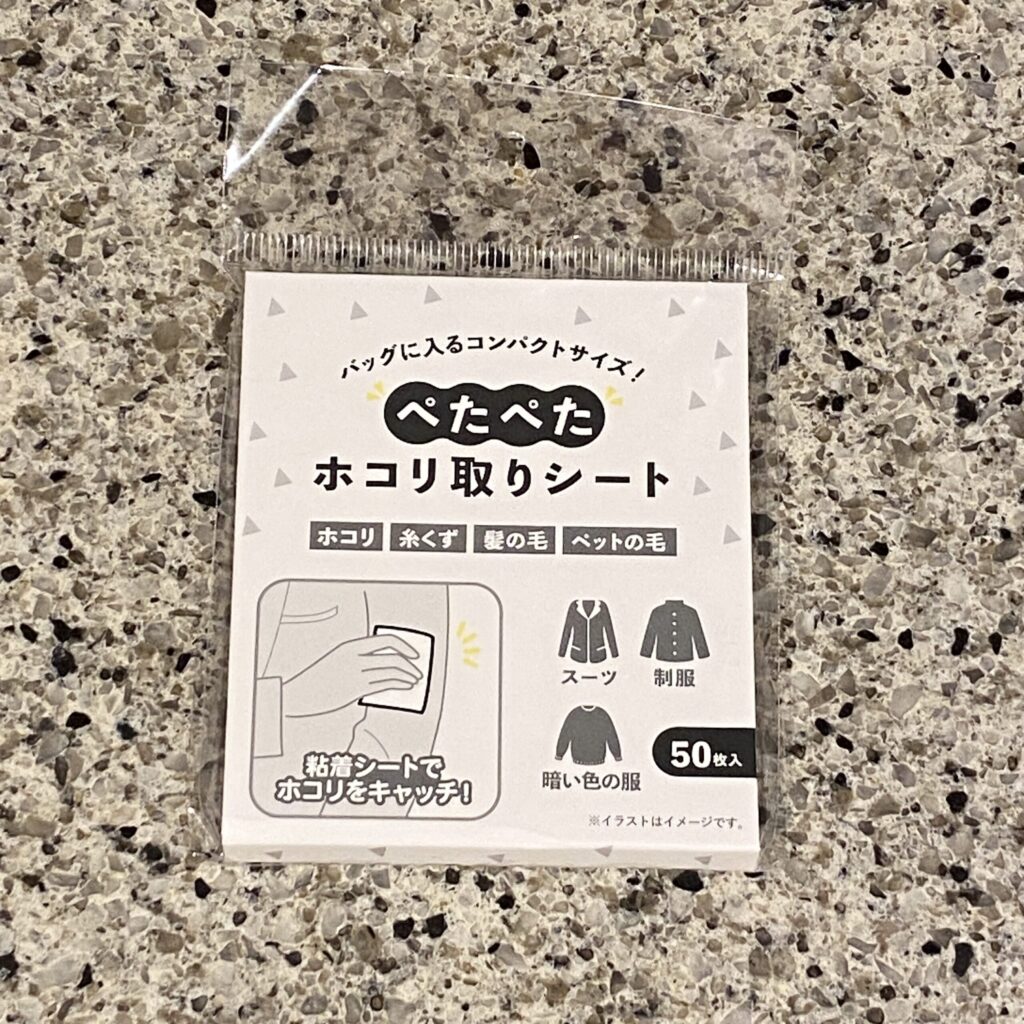 バッグに入るコンパクトサイズ!
ぺたぺた
ホコリ取りシート
ホコリ 糸くず 髪の毛 ペットの毛
粘着シートで
ホコリをキャッチ!
スーツ 制服
暗い色の服
50枚入
※イラストはイメージです。